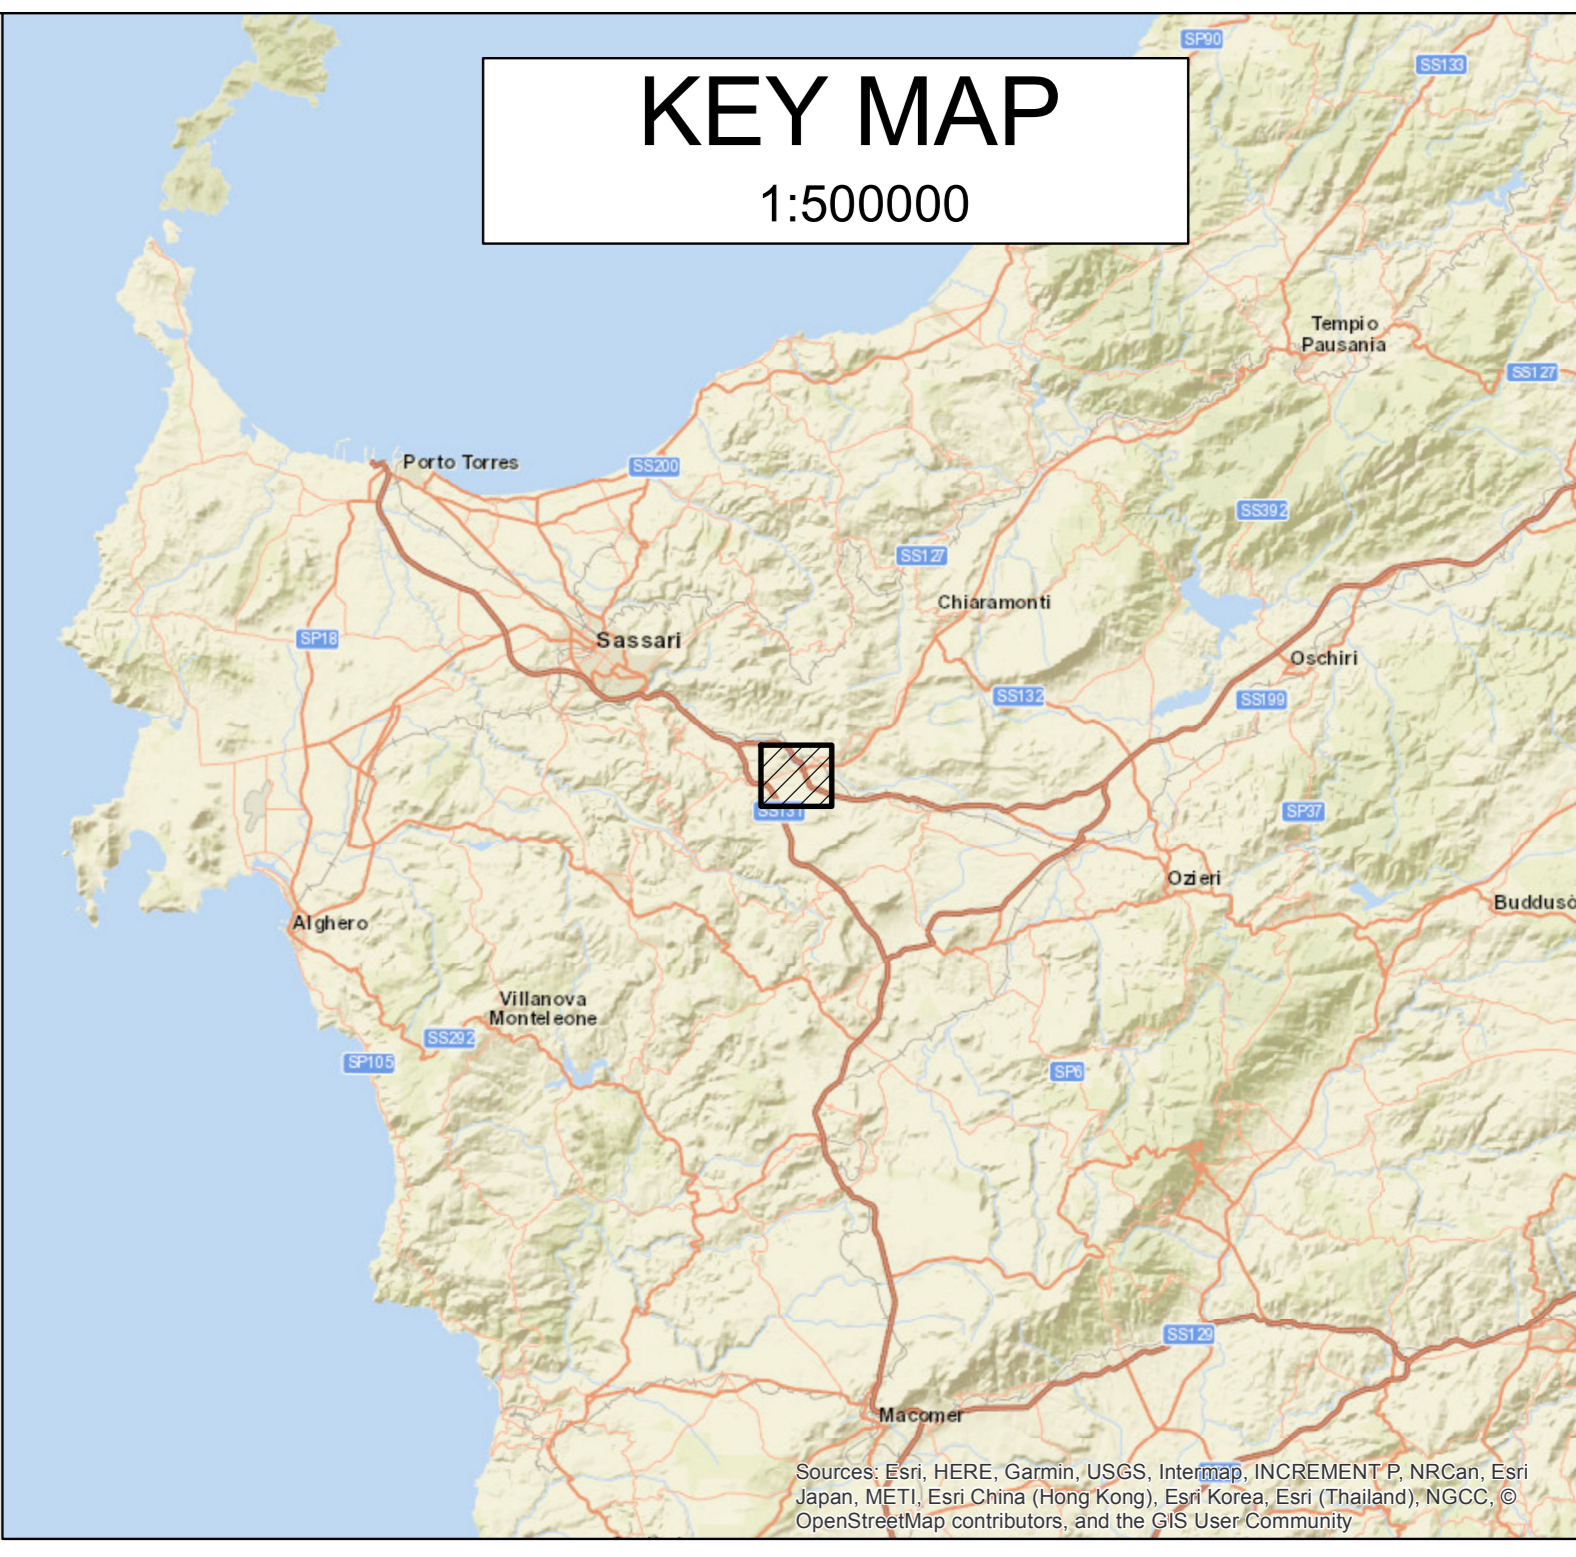 SP90
SS133
KEY MAP
1:500000
Tempio
Pausania
SS127
Porto Torres
SS200
SS392
SS127
Chiaramonti
SP18
Sassari
Oschiri
SS132
SS199
SS131
SP37
Ozieri
Buddusò
Alghero
Villanova
Monteleone
SS292
SP105
SP6
SS129
Macomer
Sources: Esri, HERE, Garmin, USGS, Intermap, INCREMENT P, NRCan, Esri
Japan, METI, Esri China (Hong Kong), Esri Korea, Esri (Thailand), NGCC, ©
OpenStreetMap contributors, and the GIS User Community